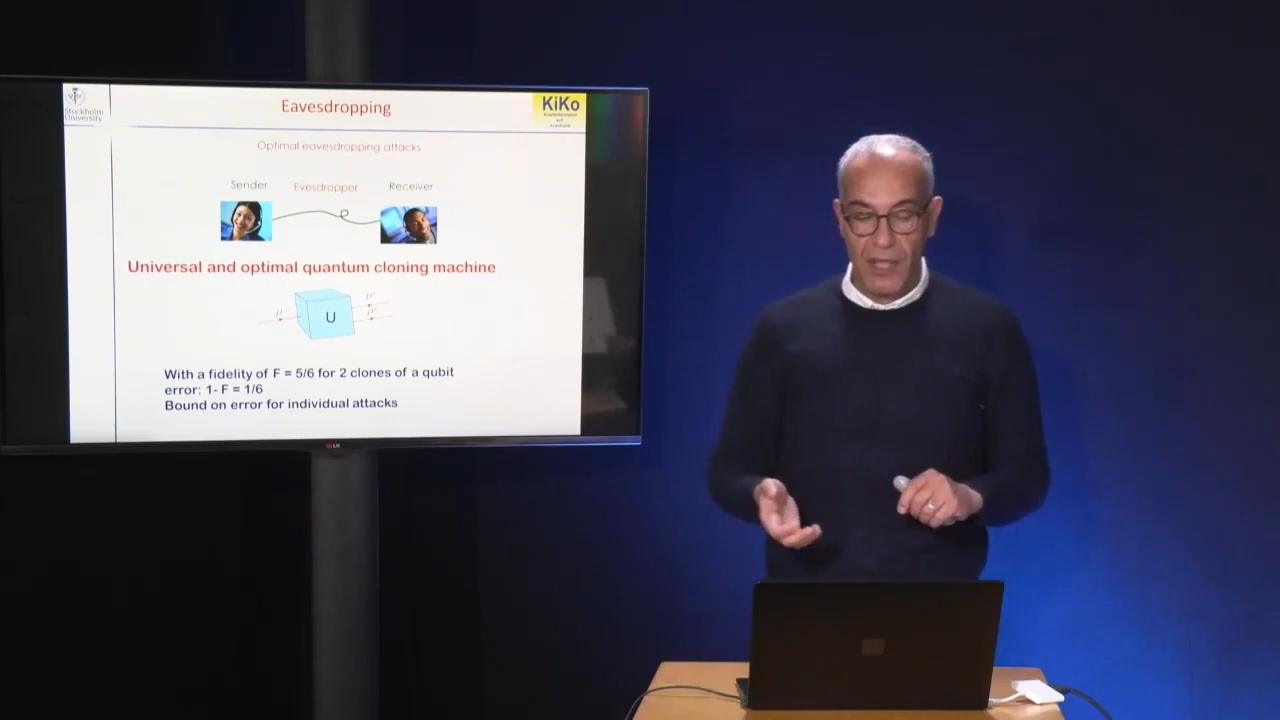 Stockholm
University
Eavesdropping
KiKo
Optimal eavesdropping attacks
Sender Evesdropper Receiver
Universal and optimal quantum cloning machine
U
With a fidelity of F = 5/6 for 2 clones of a qubit
error: 1- F = 1/6
Bound on error for individual attacks
LG